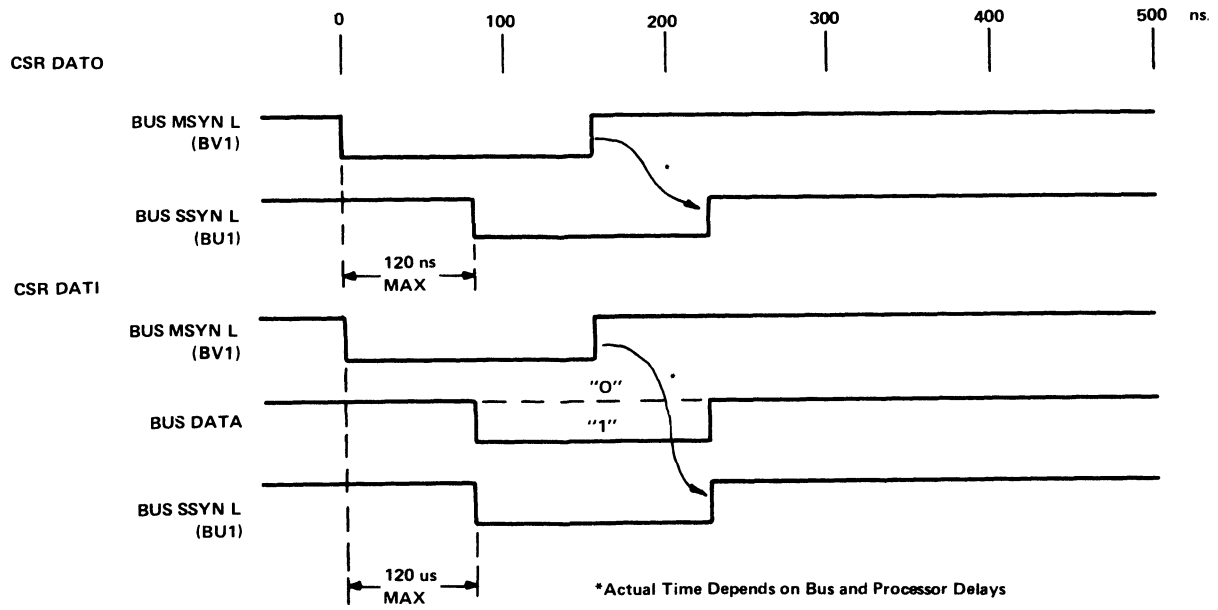 0 100 200 300 400 500 ns.
CSR DATO
BUS MSYN L
(BV1)
BUS SSYN L
(BU1)
120 ns
MAX
CSR DATI
BUS MSYN L
(BV1)
"0"
BUS DATA
"1"
BUS SSYN L
(BU1)
120 us
MAX
*Actual Time Depends on Bus and Processor Delays